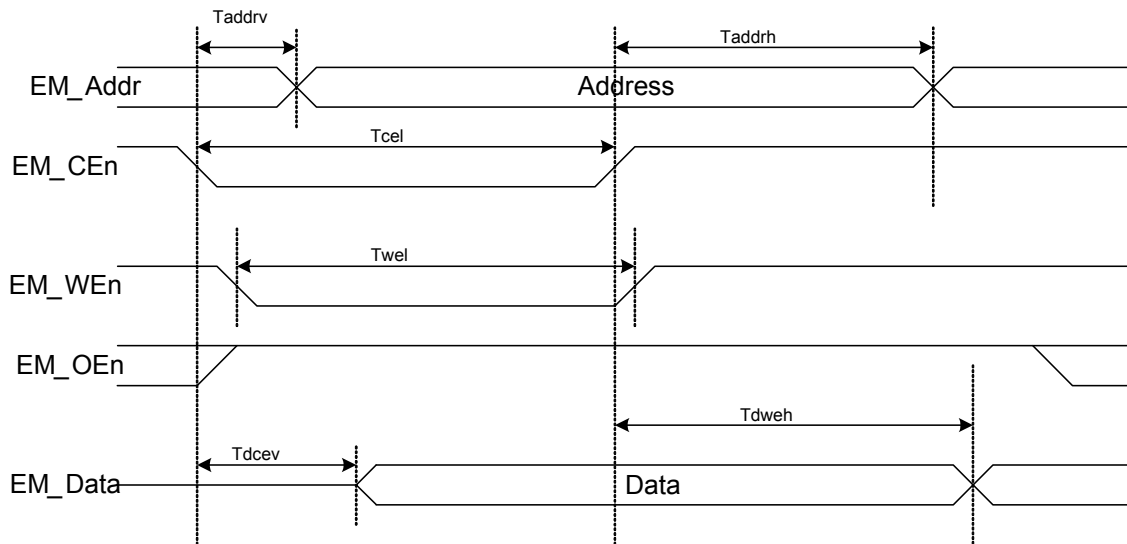 Taddrv
Taddrh
EM_Addr
Address
Tcel
EM_CEn
Twel
EM_WEn
EM_OEn
Tdweh
Tdcev
EM_Data
Data